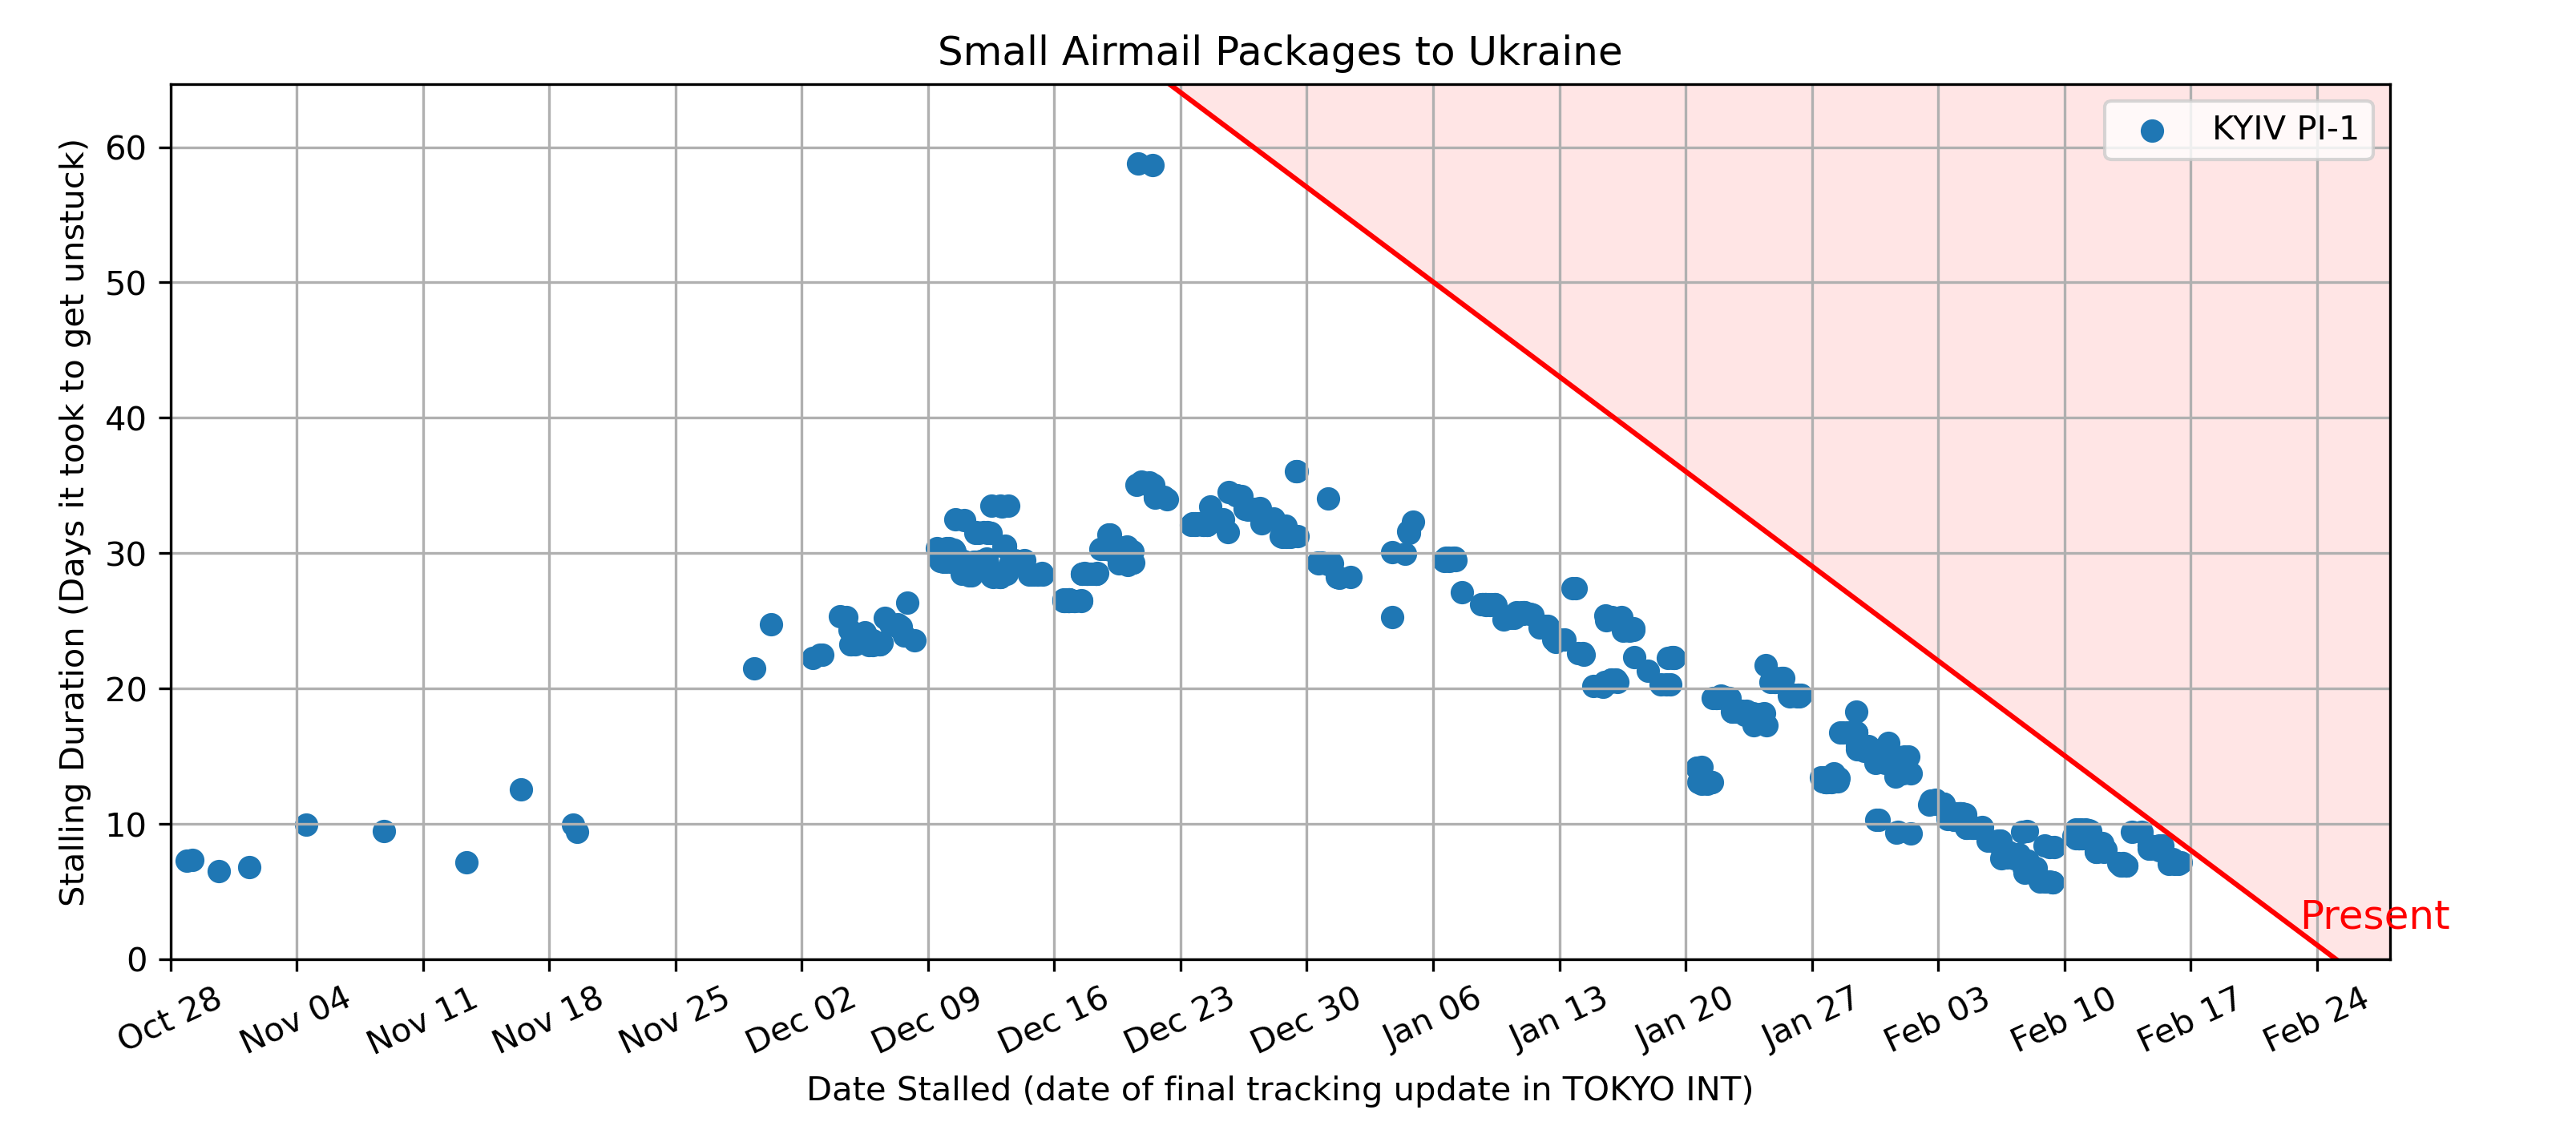 Small Airmail Packages to Ukraine
KYIV PI-1
Stalling Duration (Days it took to get unstuck)
60
50
40
30
20
10
0
Present
Oct 28 Nov 04 Nov 11 Nov 18 Nov 25 Dec 02 Dec 09 Dec 16 Dec 23 Dec 30 Jan 06 Jan 13 Jan 20 Jan 27 Feb 03 Feb 10 Feb 17 Feb 24
Date Stalled (date of final tracking update in TOKYO INT)